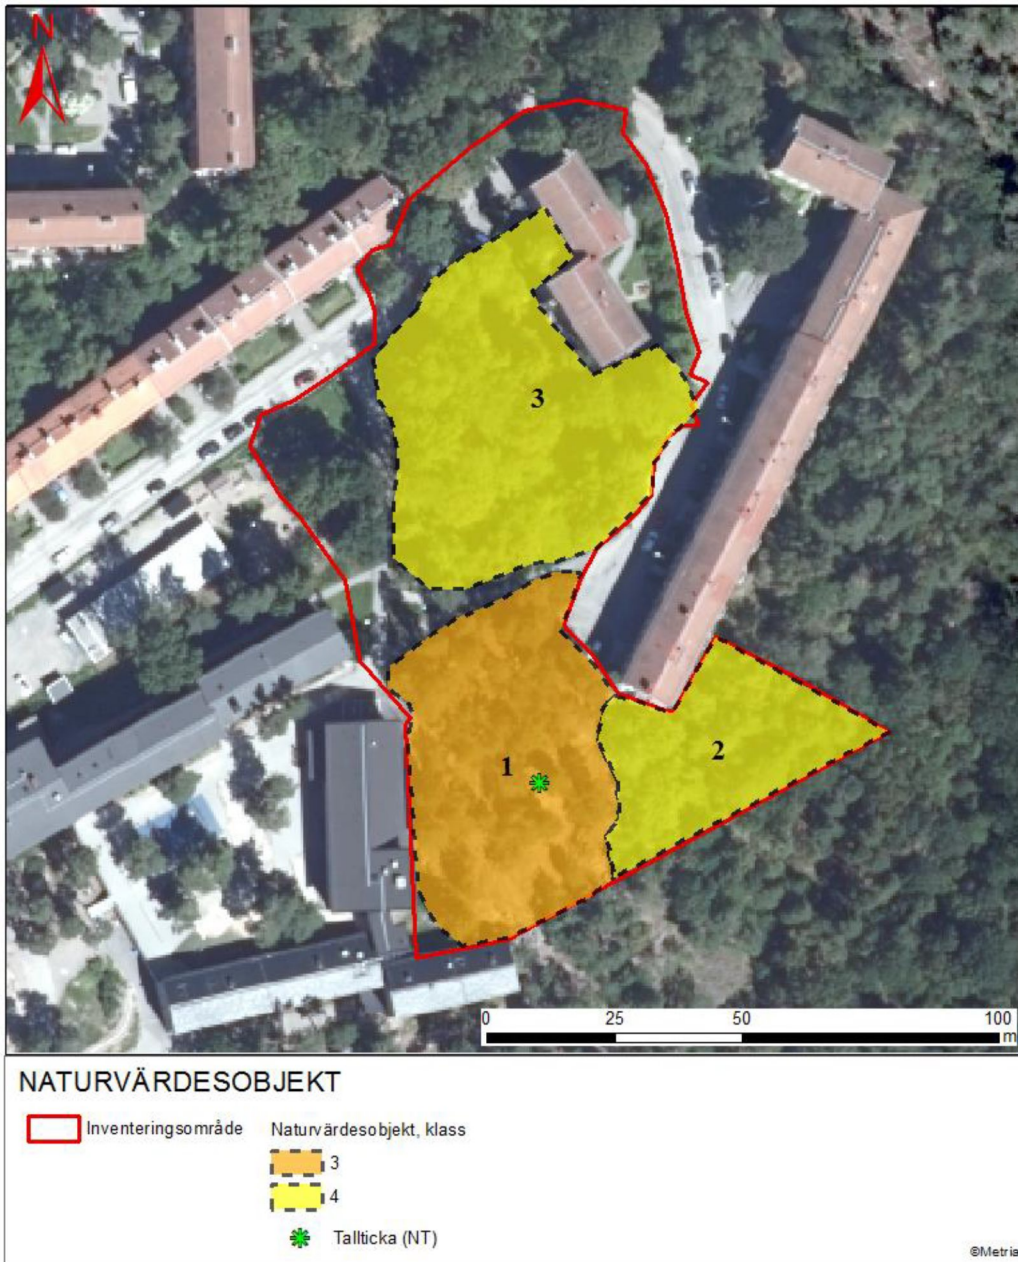 N
3
1
2
0 25 50 100
m
NATURVÄRDESOBJEKT
Inventeringsområde
Naturvärdesobjekt, klass
3
4
Tallticka (NT)
©Metria